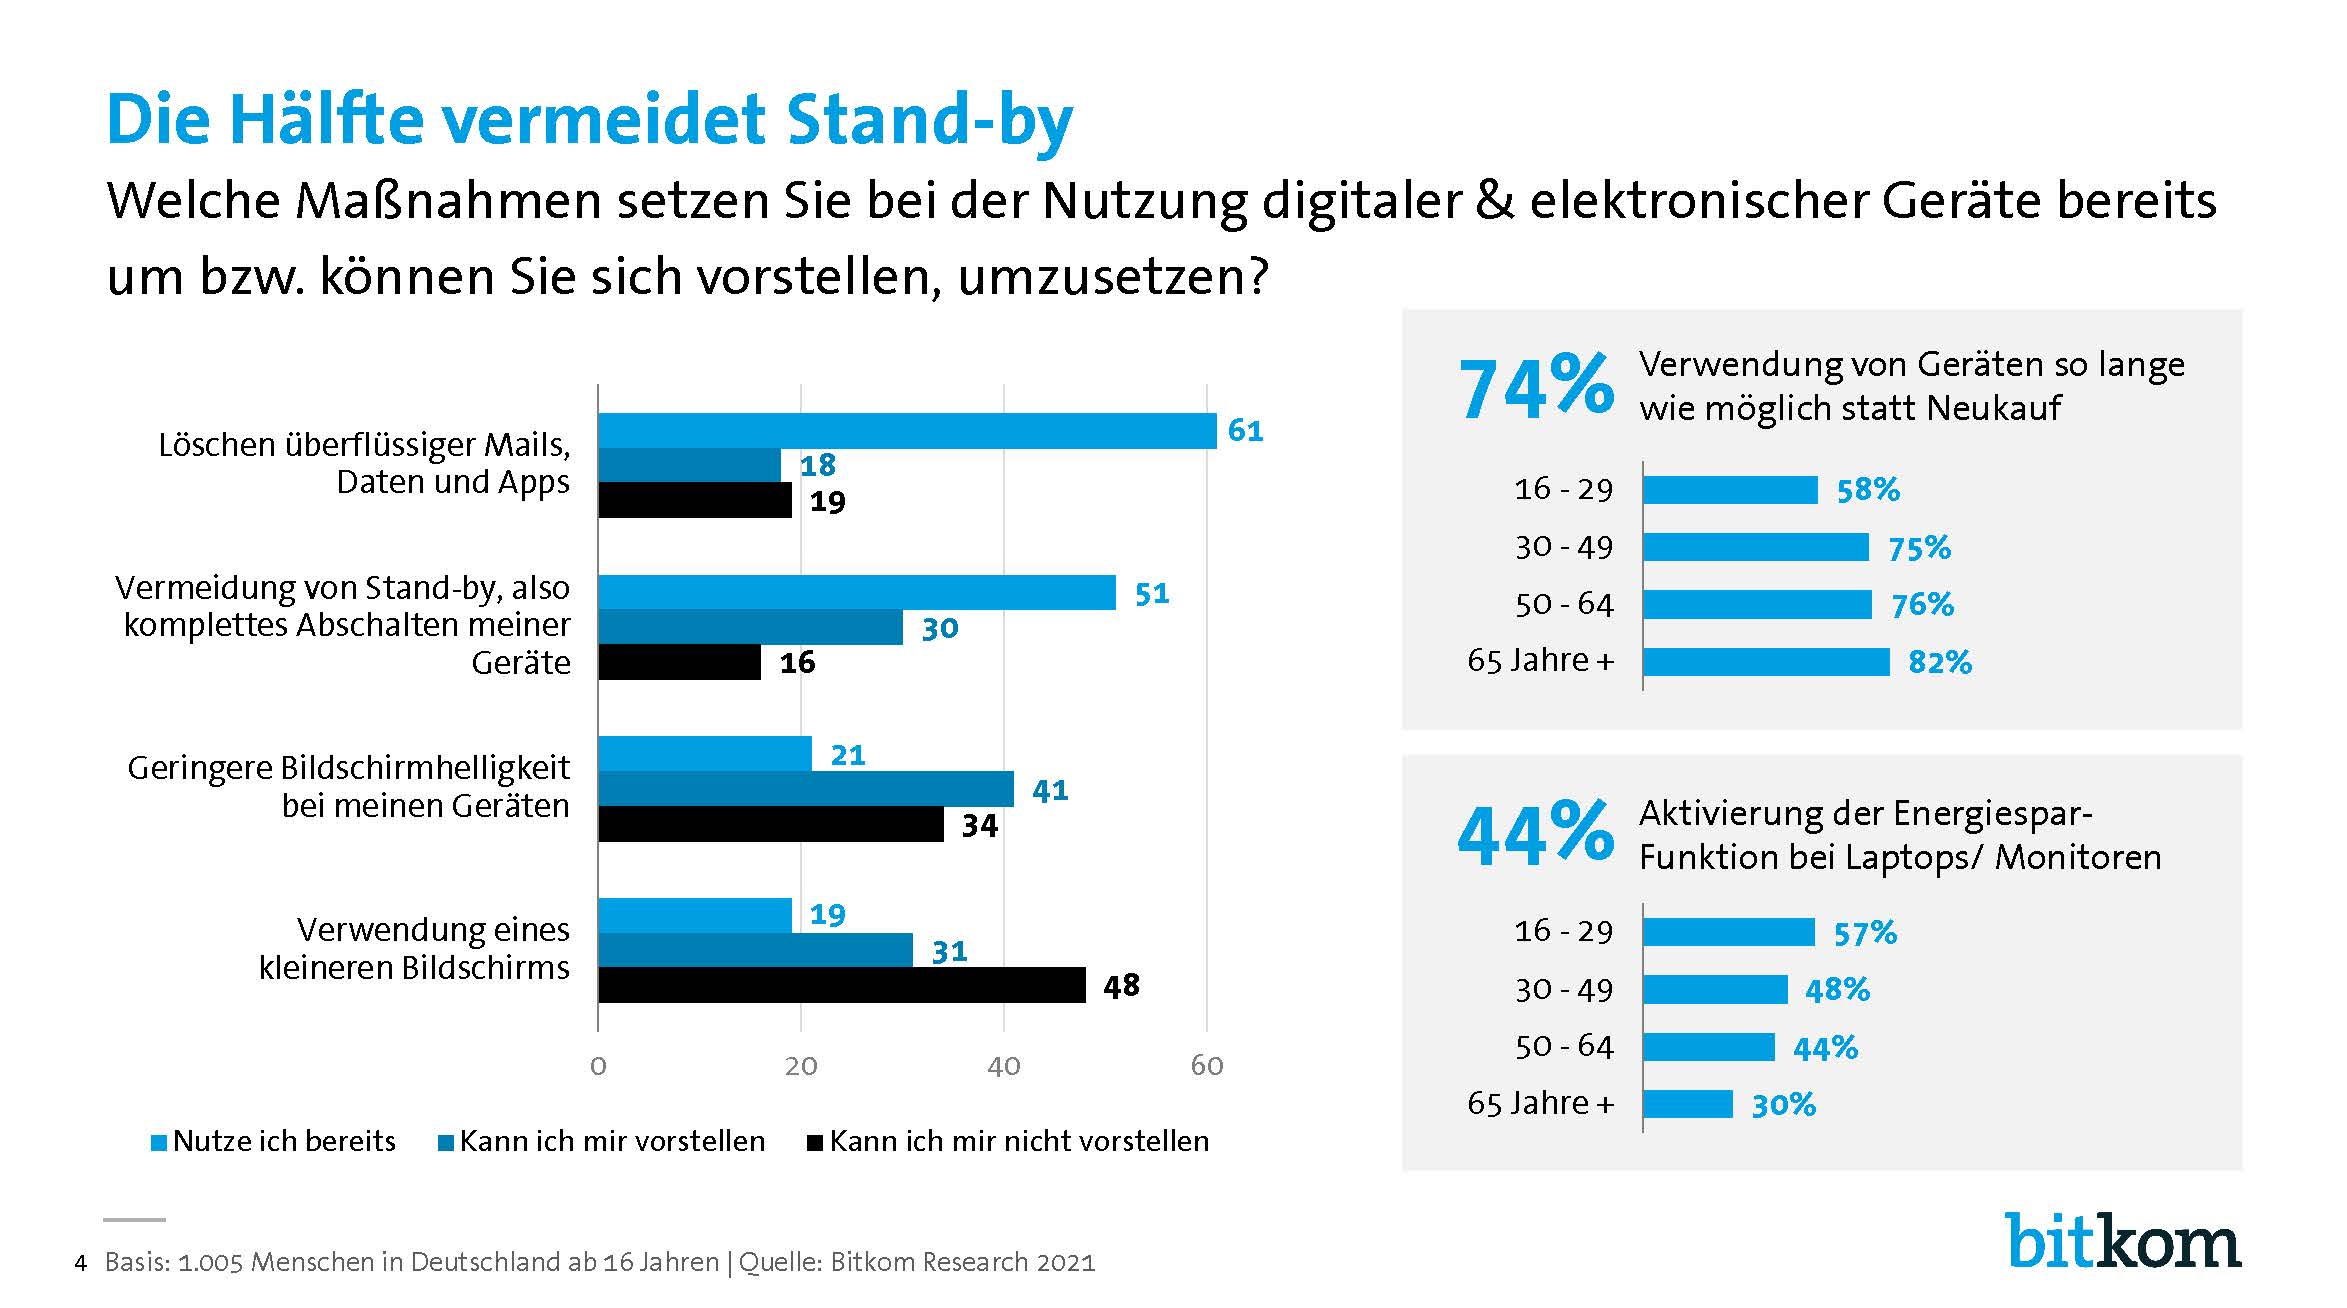 Die Hälfte vermeidet Stand-by
Welche Maßnahmen setzen Sie bei der Nutzung digitaler & elektronischer Geräte bereits
um bzw. können Sie sich vorstellen, umzusetzen?
Löschen überflüssiger Mails,
Daten und Apps
61
18
19
Vermeidung von Stand-by, also
komplettes Abschalten meiner
Geräte
51
30
16
Geringere Bildschirmhelligkeit
bei meinen Geräten
21
41
34
Verwendung eines
kleineren Bildschirms
19
31
48
0 20 40 60
Nutze ich bereits Kann ich mir vorstellen Kann ich mir nicht vorstellen
74% Verwendung von Geräten so lange
wie möglich statt Neukauf
16 - 29 58%
30 - 49 75%
50 - 64 76%
65 Jahre + 82%
44% Aktivierung der Energiespar-
Funktion bei Laptops/ Monitoren
16 - 29 57%
30 - 49 48%
50 - 64 44%
65 Jahre + 30%
4 Basis: 1.005 Menschen in Deutschland ab 16 Jahren | Quelle: Bitkom Research 2021
bitkom